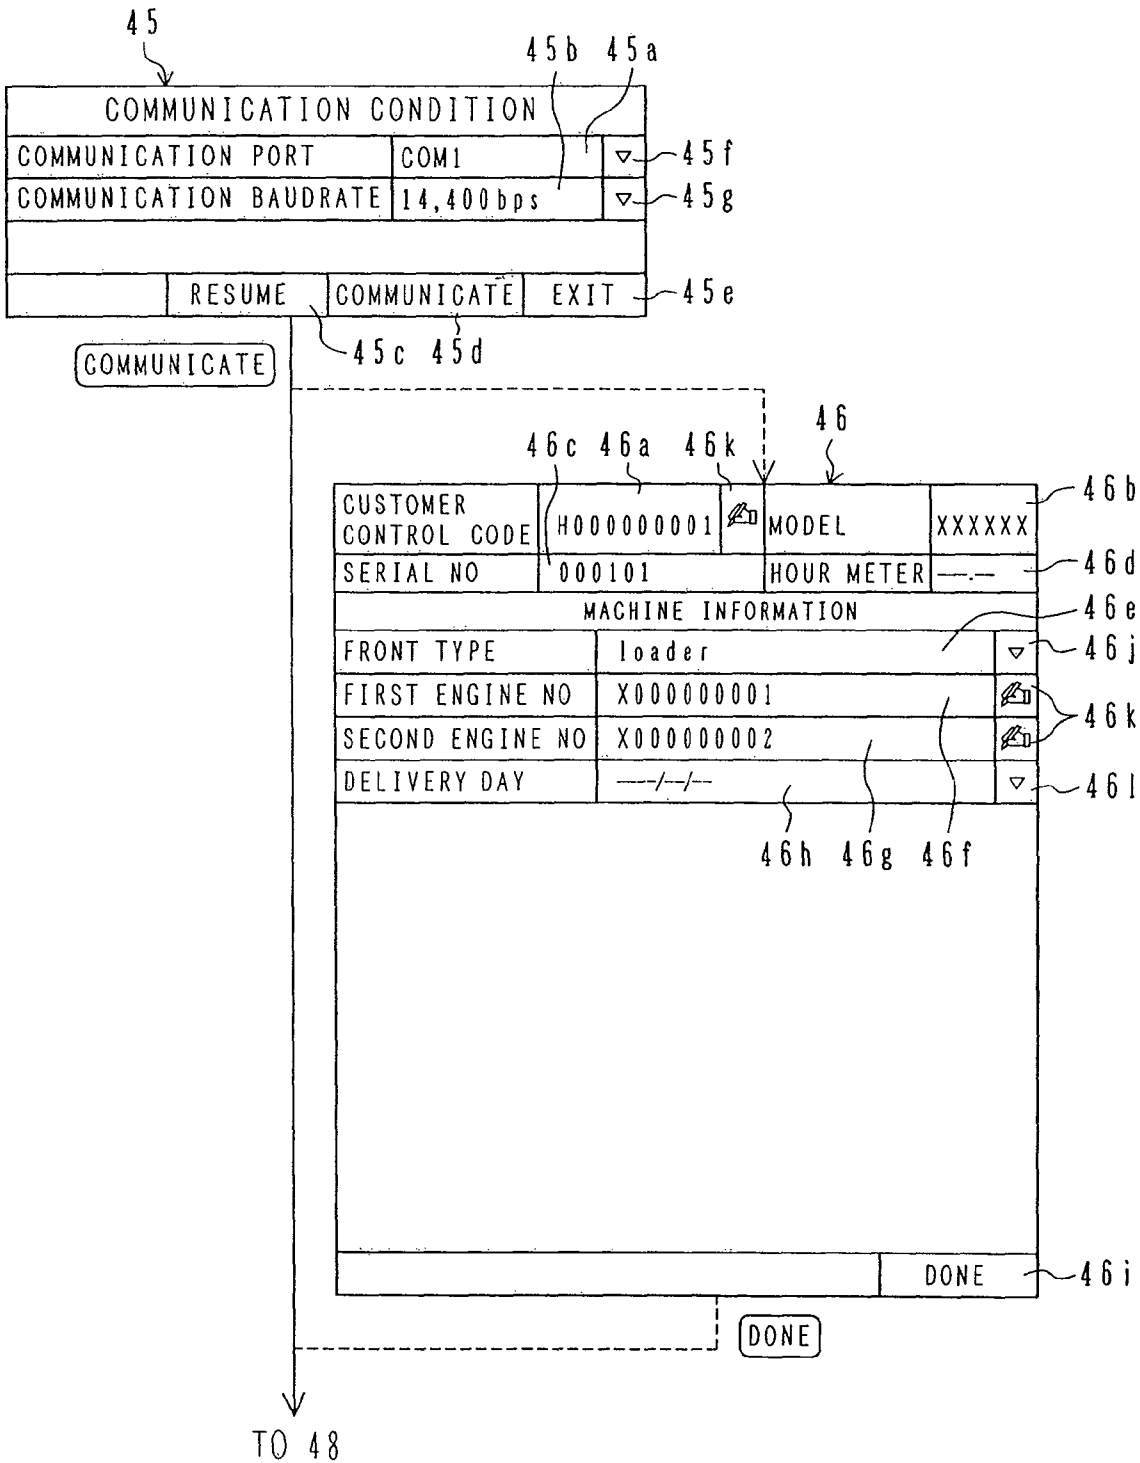 45
45b 45a
COMMUNICATION CONDITION
COMMUNICATION PORT COM1 ▽ 45f
COMMUNICATION BAUDRATE 14,400bps ▽ 45g
RESUME COMMUNICATE EXIT 45e
COMMUNICATE 45c 45d
46
46c 46a 46k
46b
CUSTOMER
CONTROL CODE H000000001 MODEL XXXXXX
SERIAL NO 000101 HOUR METER ---.-- 46d
MACHINE INFORMATION 46e
FRONT TYPE loader ▽ 46j
FIRST ENGINE NO X000000001
46k
SECOND ENGINE NO X000000002
DELIVERY DAY ----/--/-- ▽ 46l
46h 46g 46f
DONE 46i
DONE
TO 48